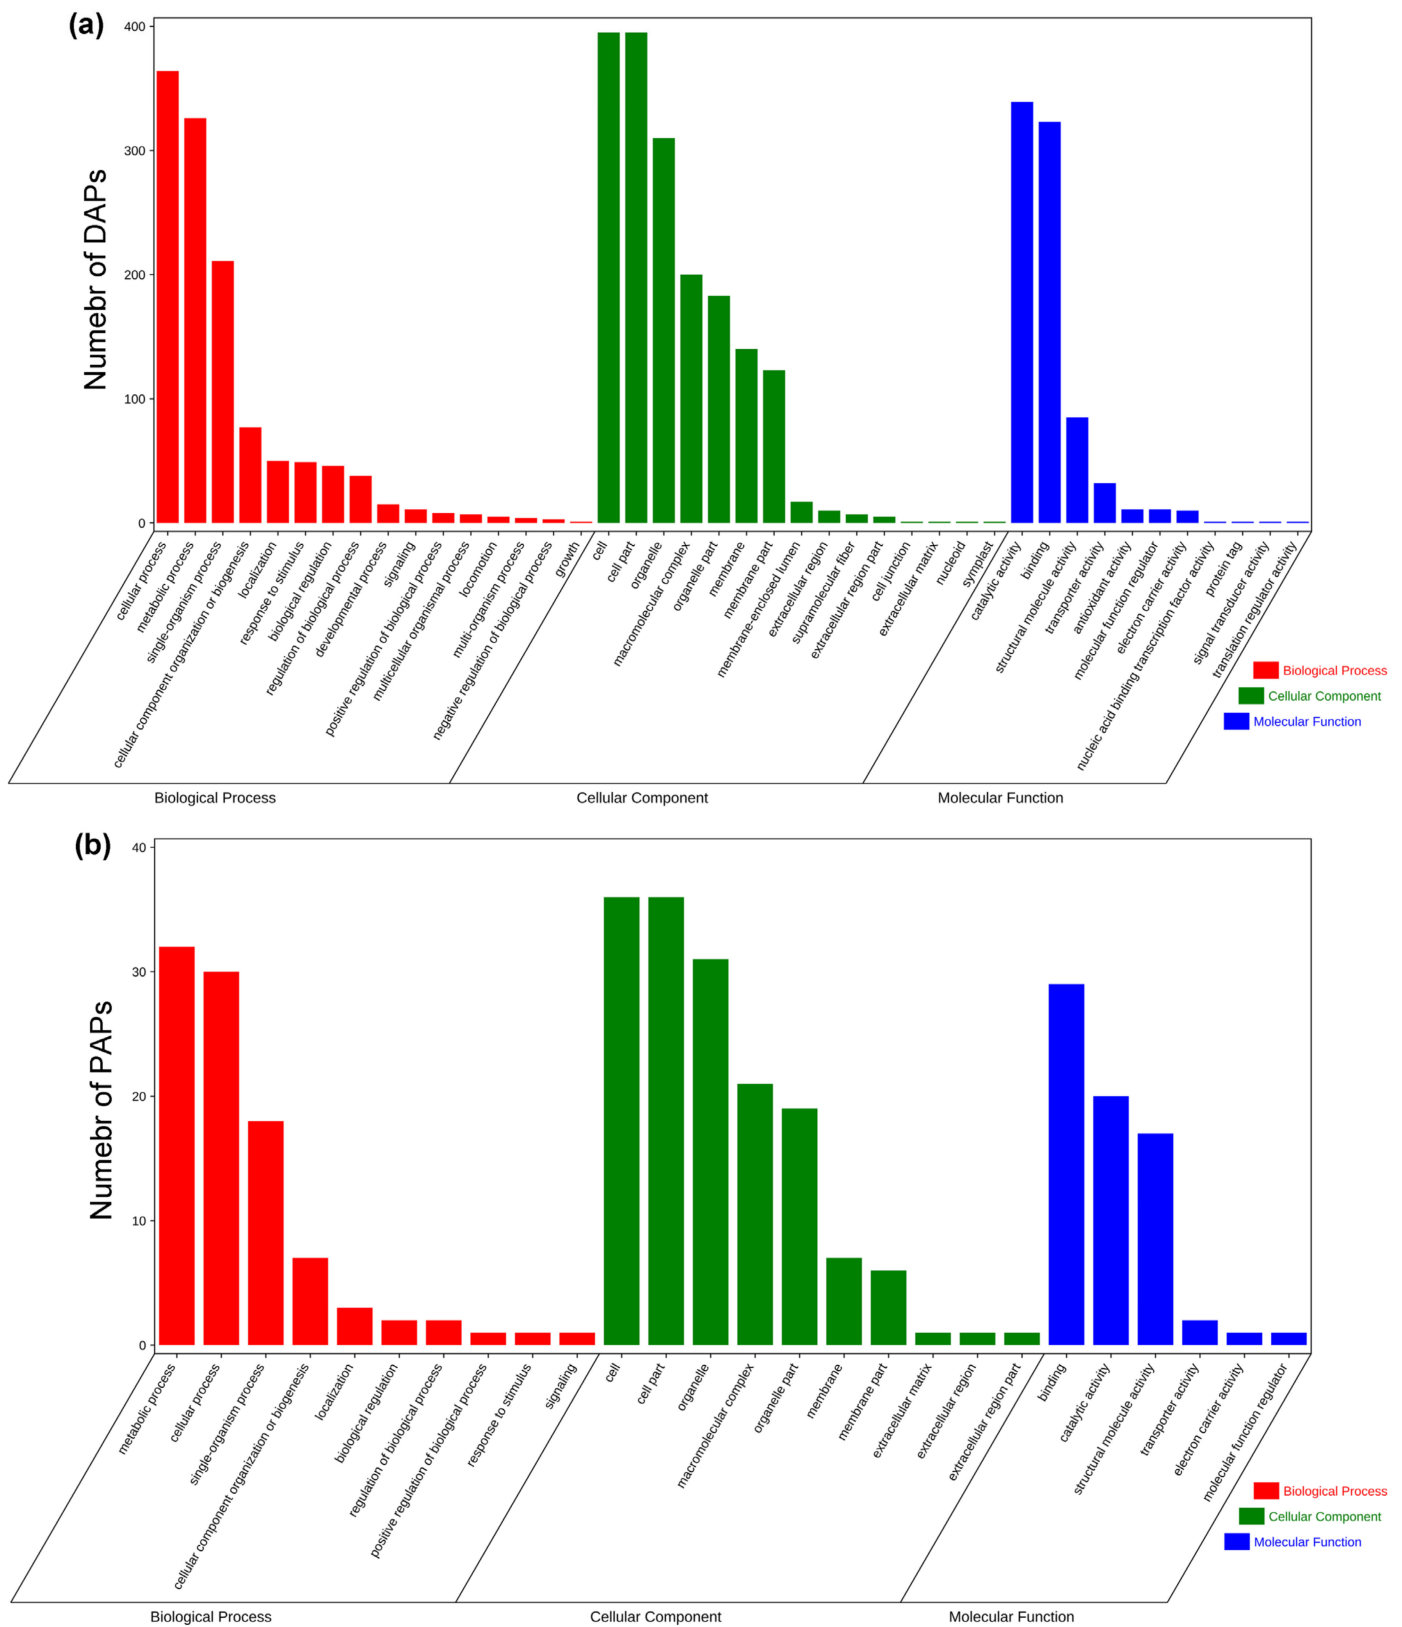 (a)
Numebr of DAPs
400
300
200
100
0
cellular process
metabolic process
single-organism process
cellular component organization or biogenesis
localization
response to stimulus
biological regulation
regulation of biological process
developmental process
signaling
positive regulation of biological process
multicellular organismal process
locomotion
multi-organism process
negative regulation of biological process
growth
cell
cell part
organelle
macromolecular complex
organelle part
membrane
membrane part
membrane-enclosed lumen
extracellular region
supramolecular fiber
extracellular region part
cell junction
extracellular matrix
nucleoid
symplast
catalytic activity
binding
structural molecule activity
transporter activity
antioxidant activity
molecular function regulator
electron carrier activity
nucleic acid binding transcription factor activity
protein tag
signal transducer activity
translation regulator activity
Biological Process
Cellular Component
Molecular Function
Biological Process
Cellular Component
Molecular Function
(b)
Numebr of PAPs
40
30
20
10
0
metabolic process
cellular process
single-organism process
cellular component organization or biogenesis
localization
biological regulation
regulation of biological process
positive regulation of biological process
response to stimulus
signaling
cell
cell part
organelle
macromolecular complex
organelle part
membrane
membrane part
extracellular matrix
extracellular region
extracellular region part
binding
catalytic activity
structural molecule activity
transporter activity
electron carrier activity
molecular function regulator
Biological Process
Cellular Component
Molecular Function
Biological Process
Cellular Component
Molecular Function